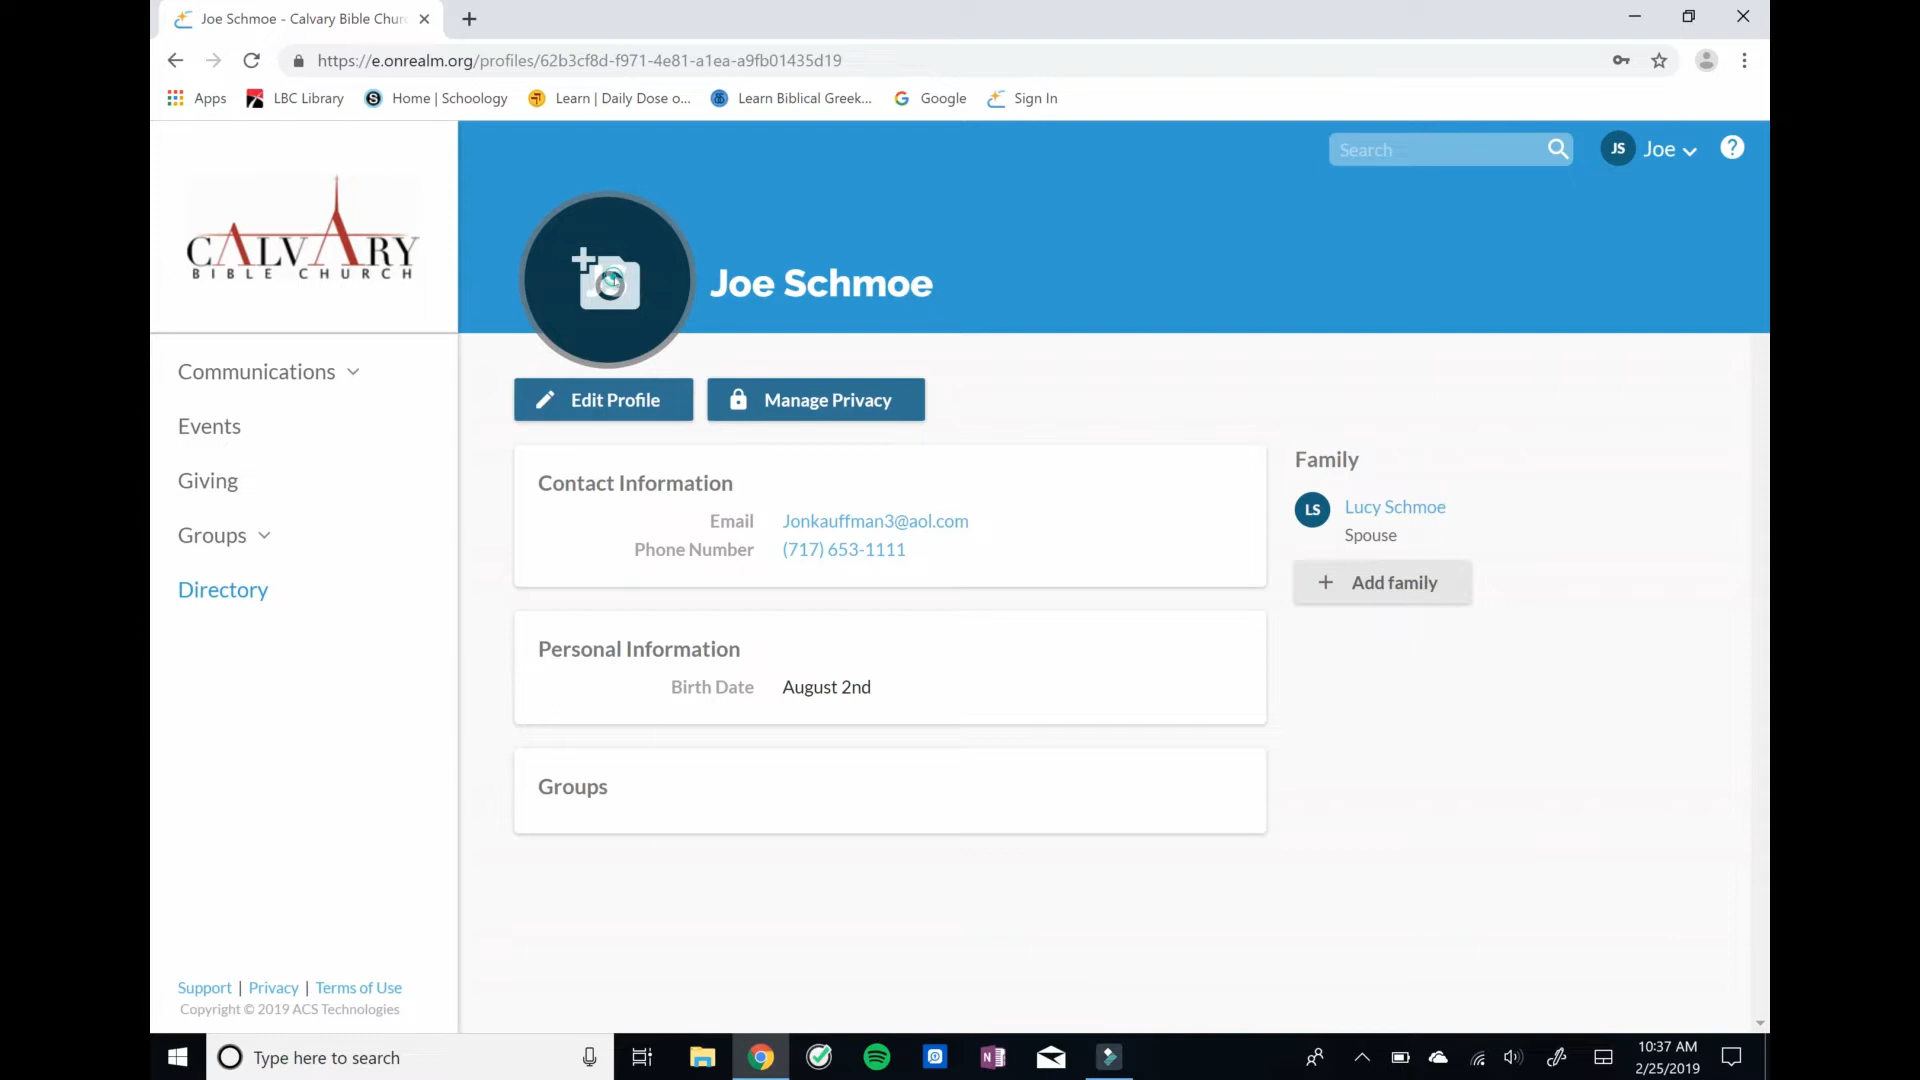 Joe Schmoe - Calvary Bible Churc
https://e.onrealm.org/profiles/62b3cf8d-f971-4e81-a1ea-a9fb01435d19
Apps LBC Library Home | Schoology Learn | Daily Dose o... Learn Biblical Greek... Google Sign In
CALVARY
BIBLE CHURCH
Search JS Joe ?
Joe Schmoe
Edit Profile Manage Privacy
Communications
Events
Giving
Groups
Directory
Contact Information
Email Jonkauffman3@aol.com
Phone Number (717) 653-1111
Personal Information
Birth Date August 2nd
Groups
Family
LS Lucy Schmoe
Spouse
+ Add family
Support | Privacy | Terms of Use
Copyright © 2019 ACS Technologies
Type here to search
10:37 AM
2/25/2019